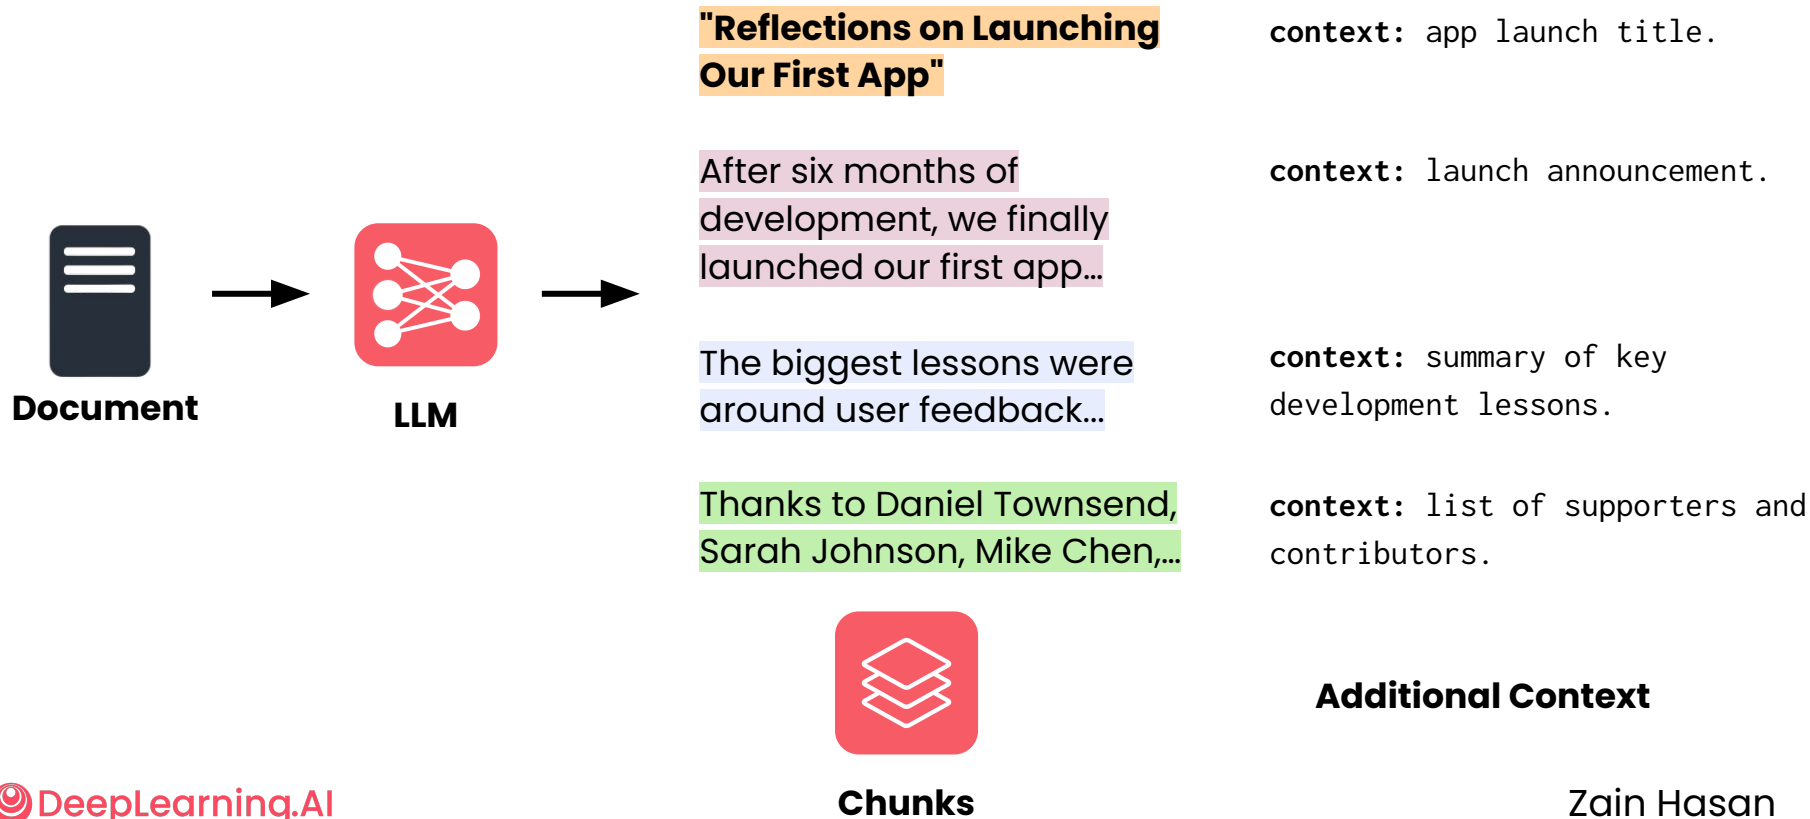 "Reflections on Launching
Our First App"
context: app launch title.
After six months of
development, we finally
launched our first app...
context: launch announcement.
The biggest lessons were
around user feedback...
context: summary of key
development lessons.
Thanks to Daniel Townsend,
Sarah Johnson, Mike Chen,...
context: list of supporters and
contributors.
Document
LLM
Chunks
Additional Context
DeepLearning.AI
Zain Hasan